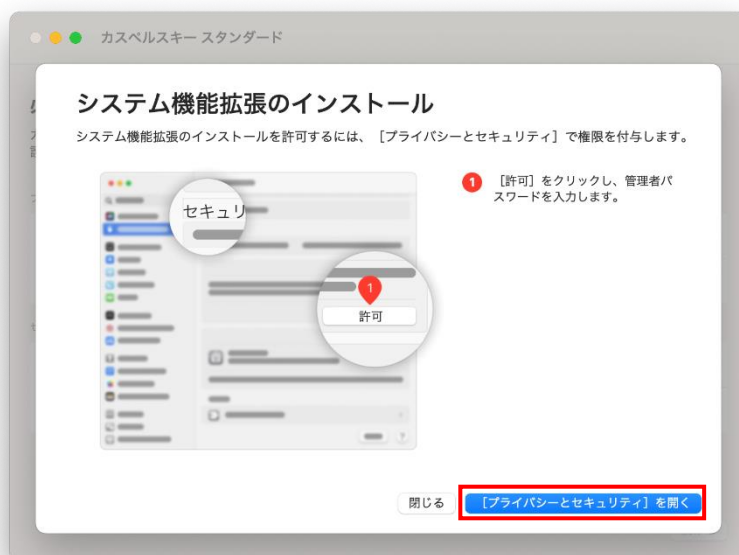 カスペルスキー スタンダード
システム機能拡張のインストール
システム機能拡張のインストールを許可するには、［プライバシーとセキュリティ］で権限を付与します。
セキュリ
1
許可
1 ［許可］をクリックし、管理者パ
スワードを入力します。
閉じる
［プライバシーとセキュリティ］を開く